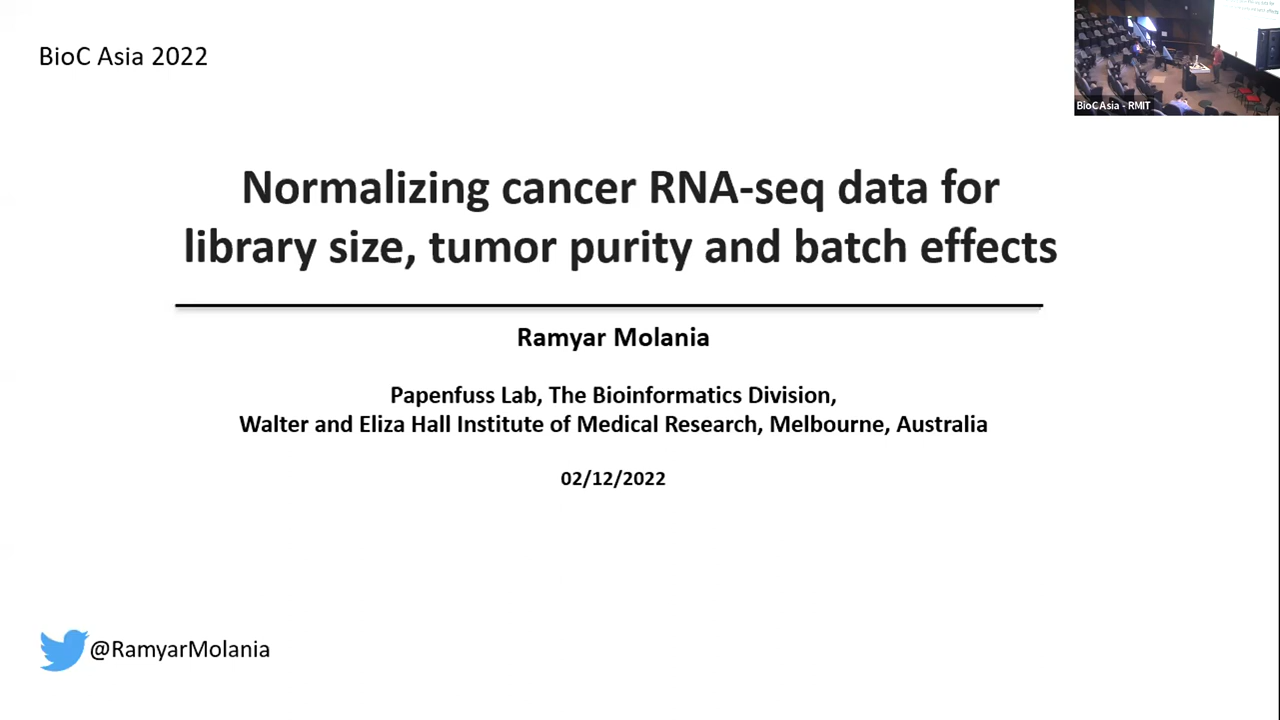 BioC Asia 2022
BioCAsia - RMIT
Normalizing cancer RNA-seq data for
library size, tumor purity and batch effects
Ramyar Molania
Papenfuss Lab, The Bioinformatics Division,
Walter and Eliza Hall Institute of Medical Research, Melbourne, Australia
02/12/2022
@RamyarMolania